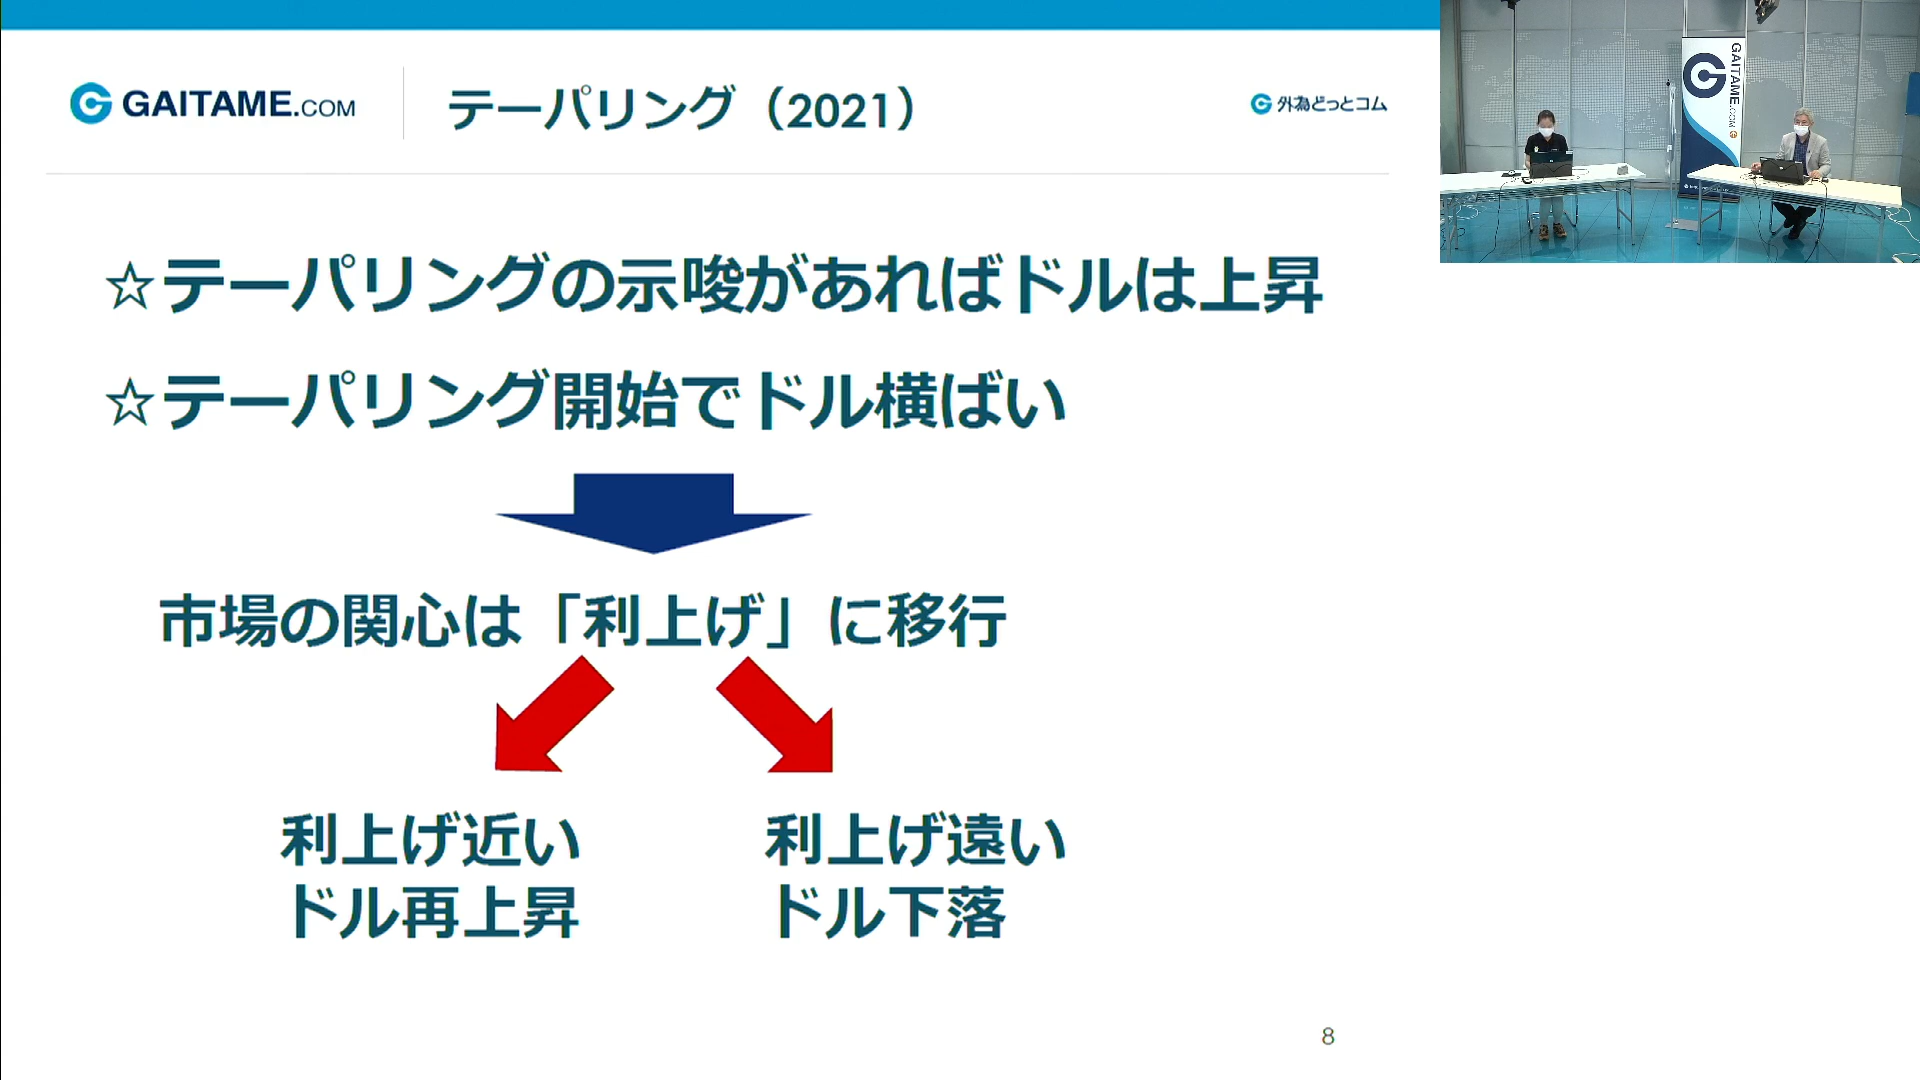 GAITAME.COM
テーパリング（2021）
外為どっとコム
☆テーパリングの示唆があればドルは上昇
☆テーパリング開始でドル横ばい
市場の関心は「利上げ」に移行
利上げ近い
ドル再上昇
利上げ遠い
ドル下落
8
GAITAME.COM